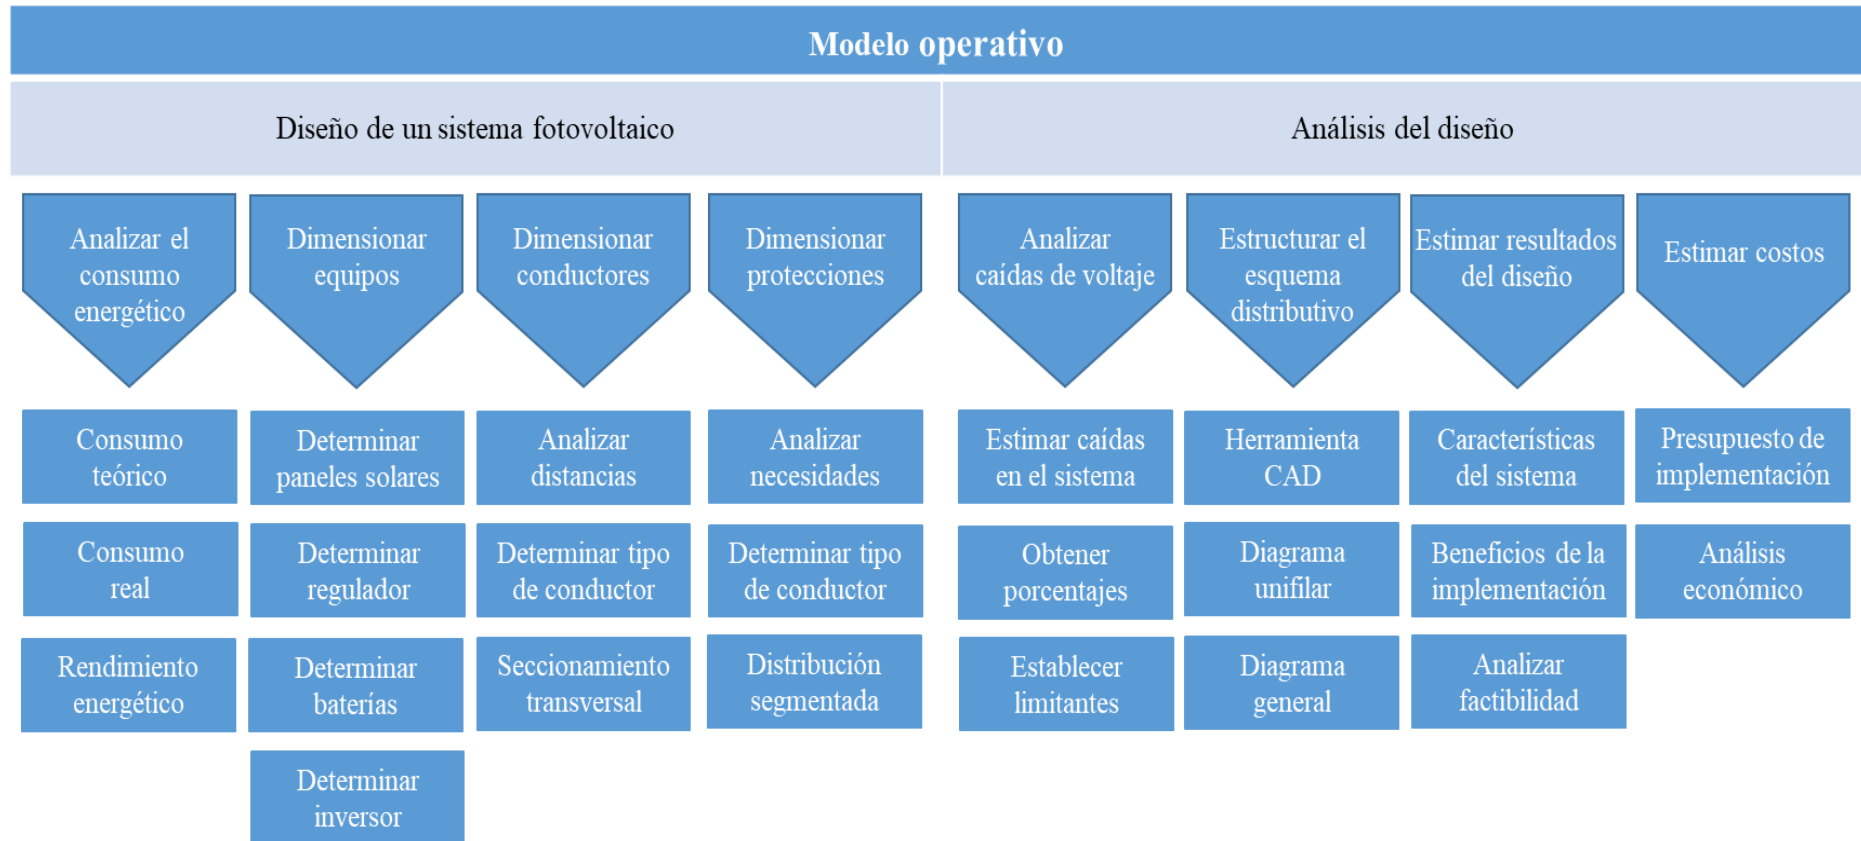 Modelo operativo
Diseño de un sistema fotovoltaico
Análisis del diseño
Analizar el
consumo
energético
Dimensionar
equipos
Dimensionar
conductores
Dimensionar
protecciones
Analizar
caídas de voltaje
Estructurar el
esquema
distributivo
Estimar resultados
del diseño
Estimar costos
Consumo
teórico
Determinar
paneles solares
Analizar
distancias
Analizar
necesidades
Estimar caídas
en el sistema
Herramienta
CAD
Característícas
del sistema
Presupuesto de
implementación
Consumo
real
Determinar
regulador
Determinar tipo
de conductor
Determinar tipo
de conductor
Obtener
porcentajes
Diagrama
unifilar
Beneficios de la
implementación
Análisis
económico
Rendimiento
energético
Determinar
baterías
Seccionamiento
transversal
Distribución
segmentada
Establecer
limitantes
Diagrama
general
Analizar
factibilidad
Determinar
inversor